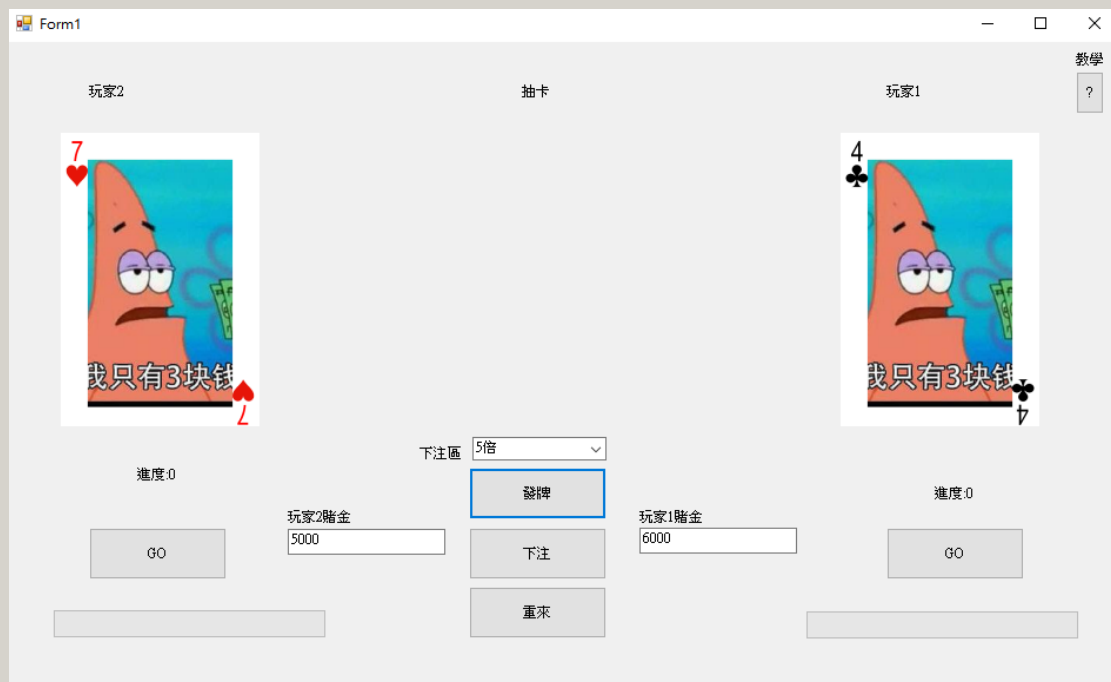 Form1
教學
?
玩家2
抽卡
玩家1
7
我只有3块钱
7
4
我只有3块钱
4
下注區
5倍
進度:0
發牌
進度:0
玩家2賭金
5000
玩家1賭金
6000
GO
下注
GO
重來